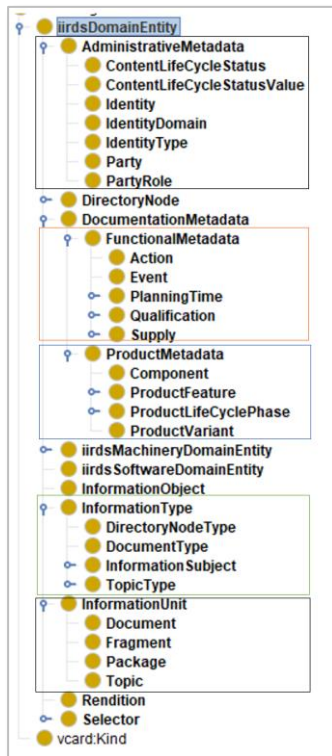 iirdsDomainEntity
AdministrativeMetadata
ContentLifeCycleStatus
ContentLifeCycleStatusValue
Identity
IdentityDomain
IdentityType
Party
PartyRole
DirectoryNode
DocumentationMetadata
FunctionalMetadata
Action
Event
PlanningTime
Qualification
Supply
ProductMetadata
Component
ProductFeature
ProductLifeCyclePhase
ProductVariant
iirdsMachineryDomainEntity
iirdsSoftwareDomainEntity
InformationObject
InformationType
DirectoryNodeType
DocumentType
InformationSubject
TopicType
InformationUnit
Document
Fragment
Package
Topic
Rendition
Selector
vcard:Kind